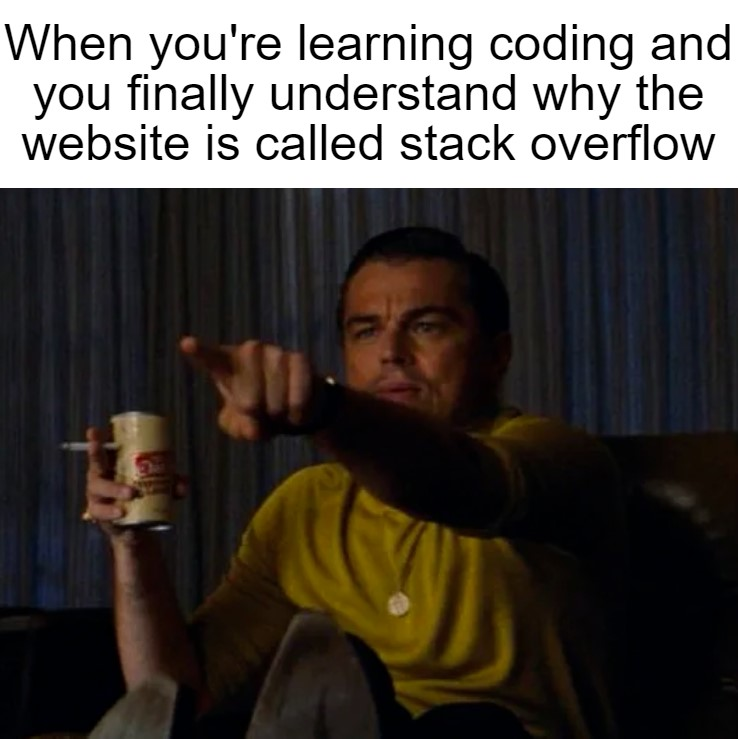 When you're learning coding and
you finally understand why the
website is called stack overflow